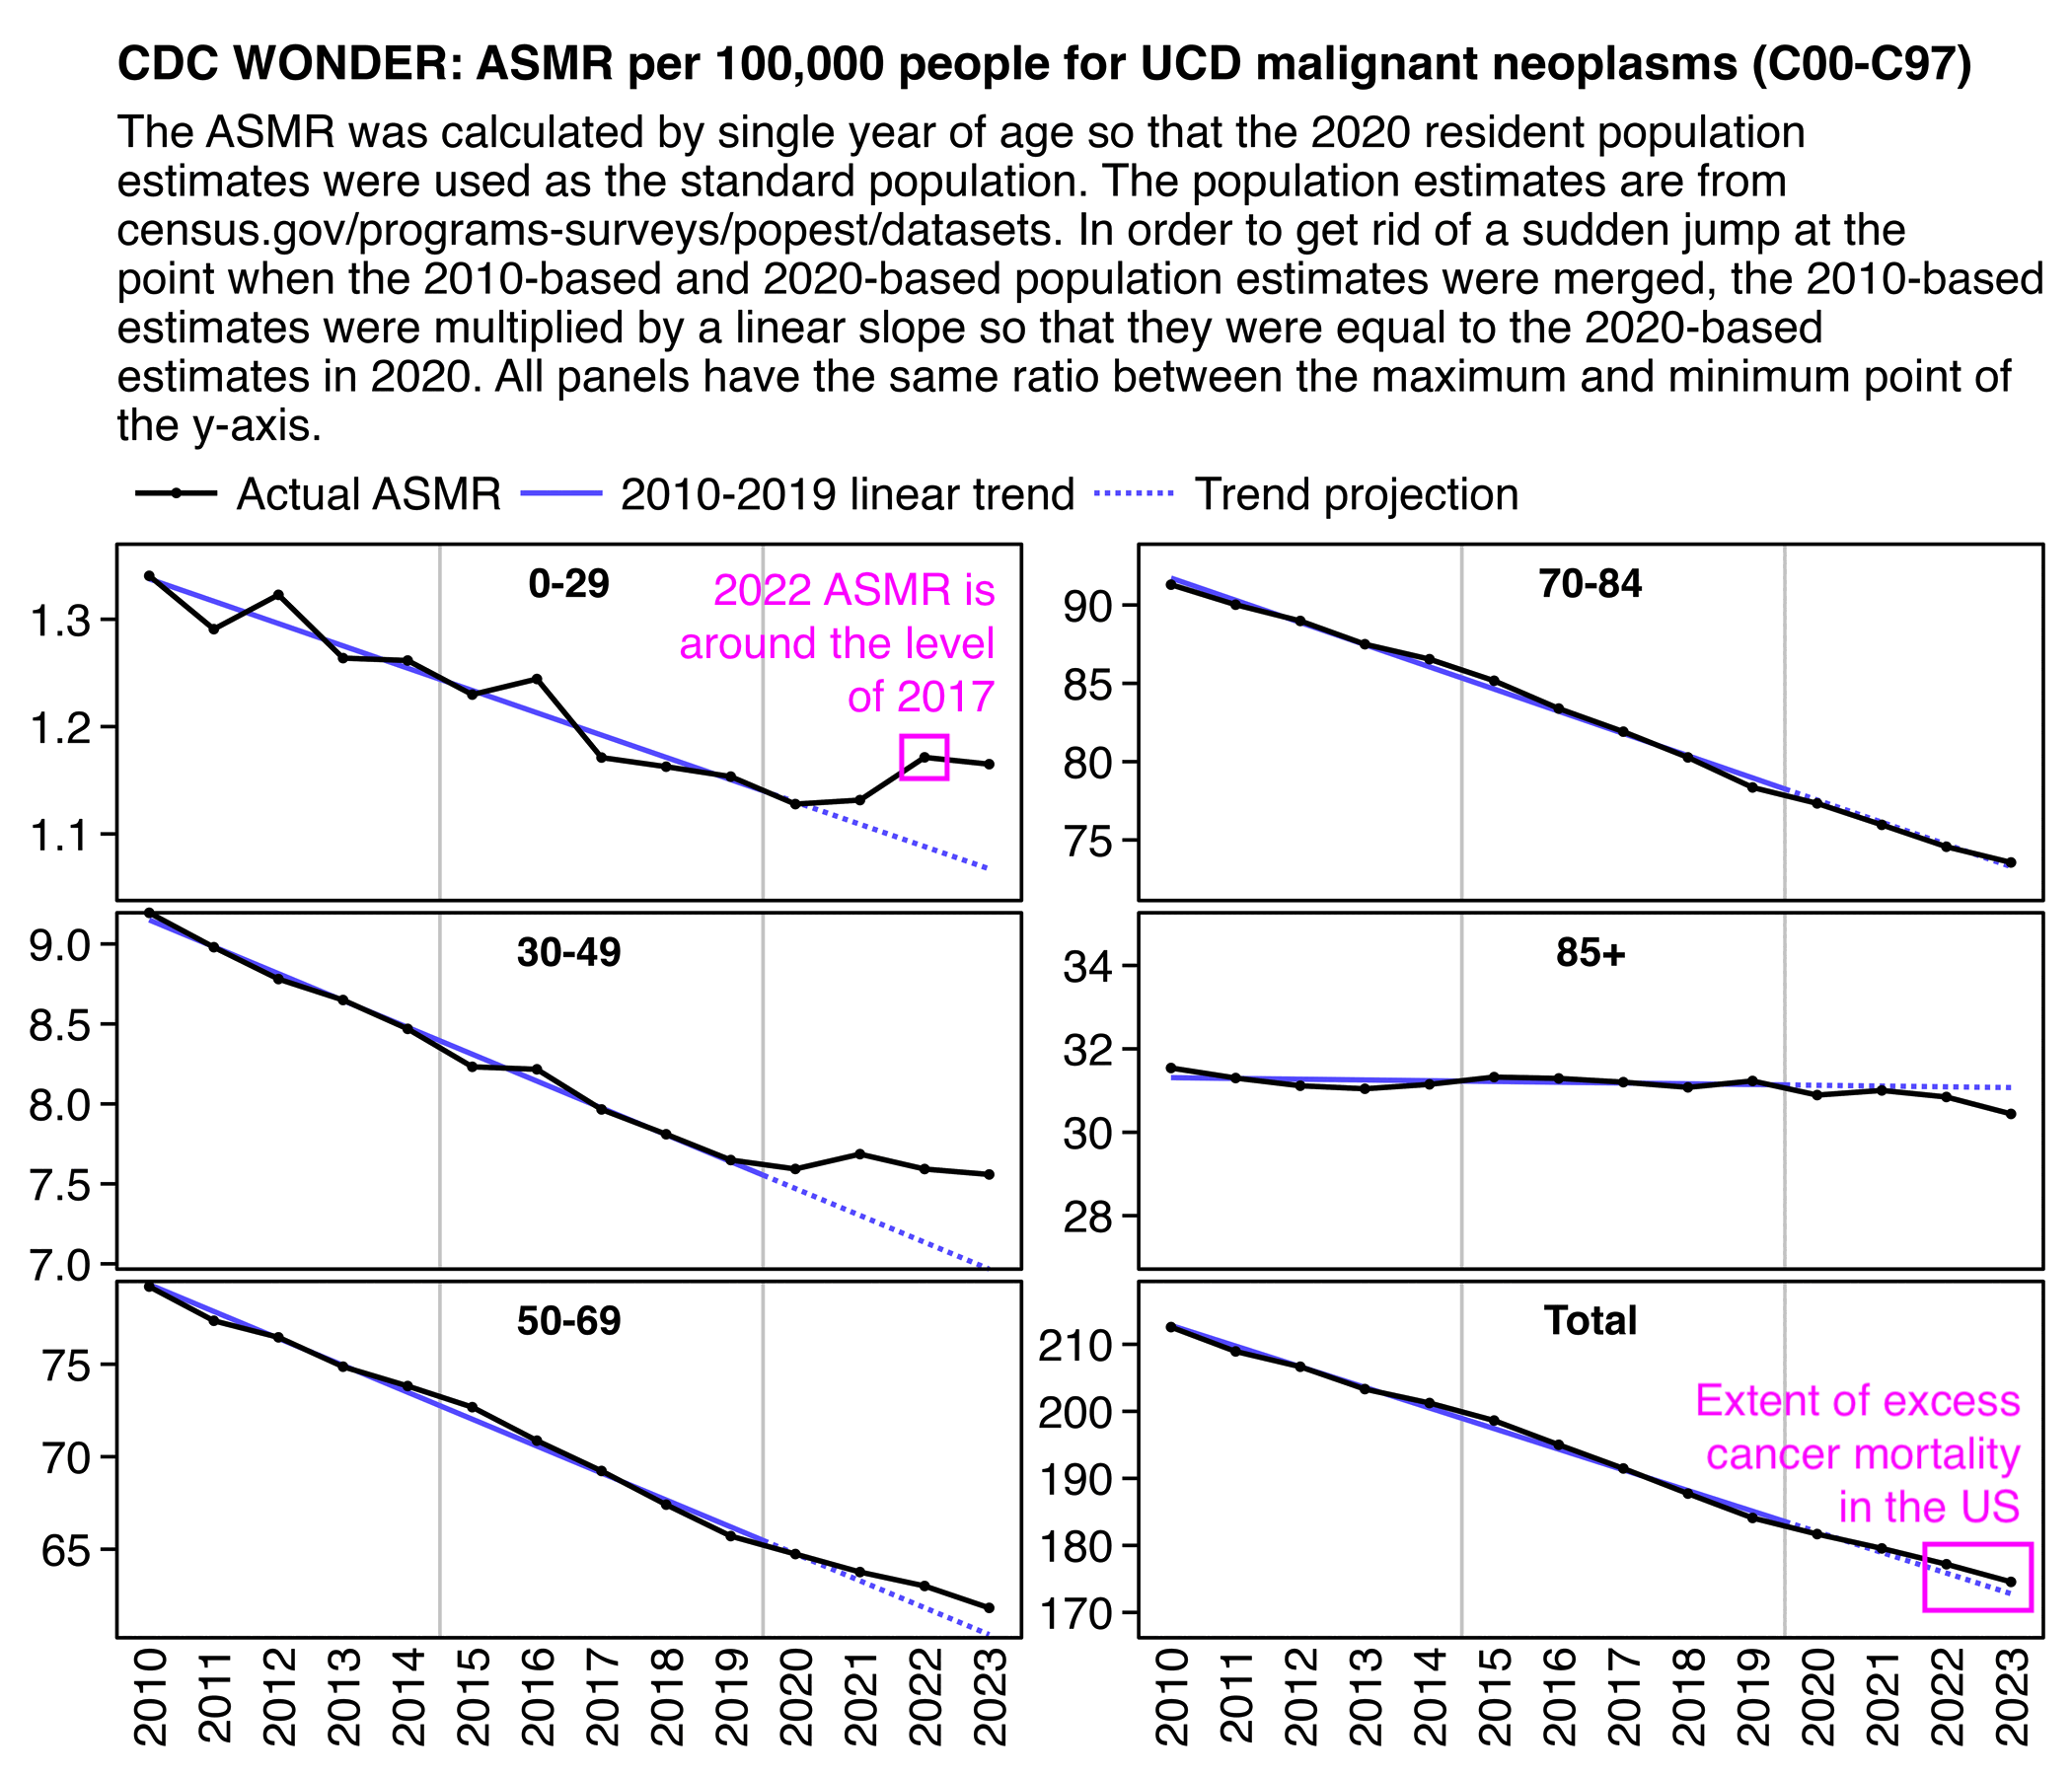 CDC WONDER: ASMR per 100,000 people for UCD malignant neoplasms (C00-C97)
The ASMR was calculated by single year of age so that the 2020 resident population
estimates were used as the standard population. The population estimates are from
census.gov/programs-surveys/popest/datasets. In order to get rid of a sudden jump at the
point when the 2010-based and 2020-based population estimates were merged, the 2010-based
estimates were multiplied by a linear slope so that they were equal to the 2020-based
estimates in 2020. All panels have the same ratio between the maximum and minimum point of
the y-axis.
Actual ASMR 2010-2019 linear trend Trend projection
0-29
2022 ASMR is
around the level
of 2017
1.3
1.2
1.1
70-84
90
85
80
75
30-49
9.0
8.5
8.0
7.5
7.0
85+
34
32
30
28
50-69
75
70
65
Total
Extent of excess
cancer mortality
in the US
210
200
190
180
170
2010 2011 2012 2013 2014 2015 2016 2017 2018 2019 2020 2021 2022 2023
2010 2011 2012 2013 2014 2015 2016 2017 2018 2019 2020 2021 2022 2023